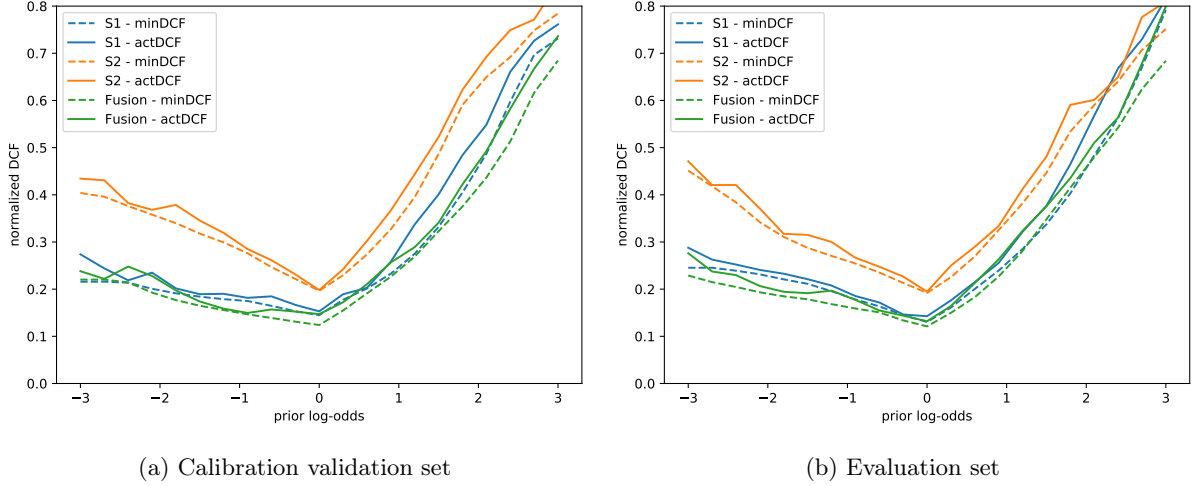 S1 - minDCF
S1 - actDCF
S2 - minDCF
S2 - actDCF
Fusion - minDCF
Fusion - actDCF
normalized DCF
0.8
0.7
0.6
0.5
0.4
0.3
0.2
0.1
0.0
−3 −2 −1 0 1 2 3
prior log-odds
(a) Calibration validation set
S1 - minDCF
S1 - actDCF
S2 - minDCF
S2 - actDCF
Fusion - minDCF
Fusion - actDCF
normalized DCF
0.8
0.7
0.6
0.5
0.4
0.3
0.2
0.1
0.0
−3 −2 −1 0 1 2 3
prior log-odds
(b) Evaluation set